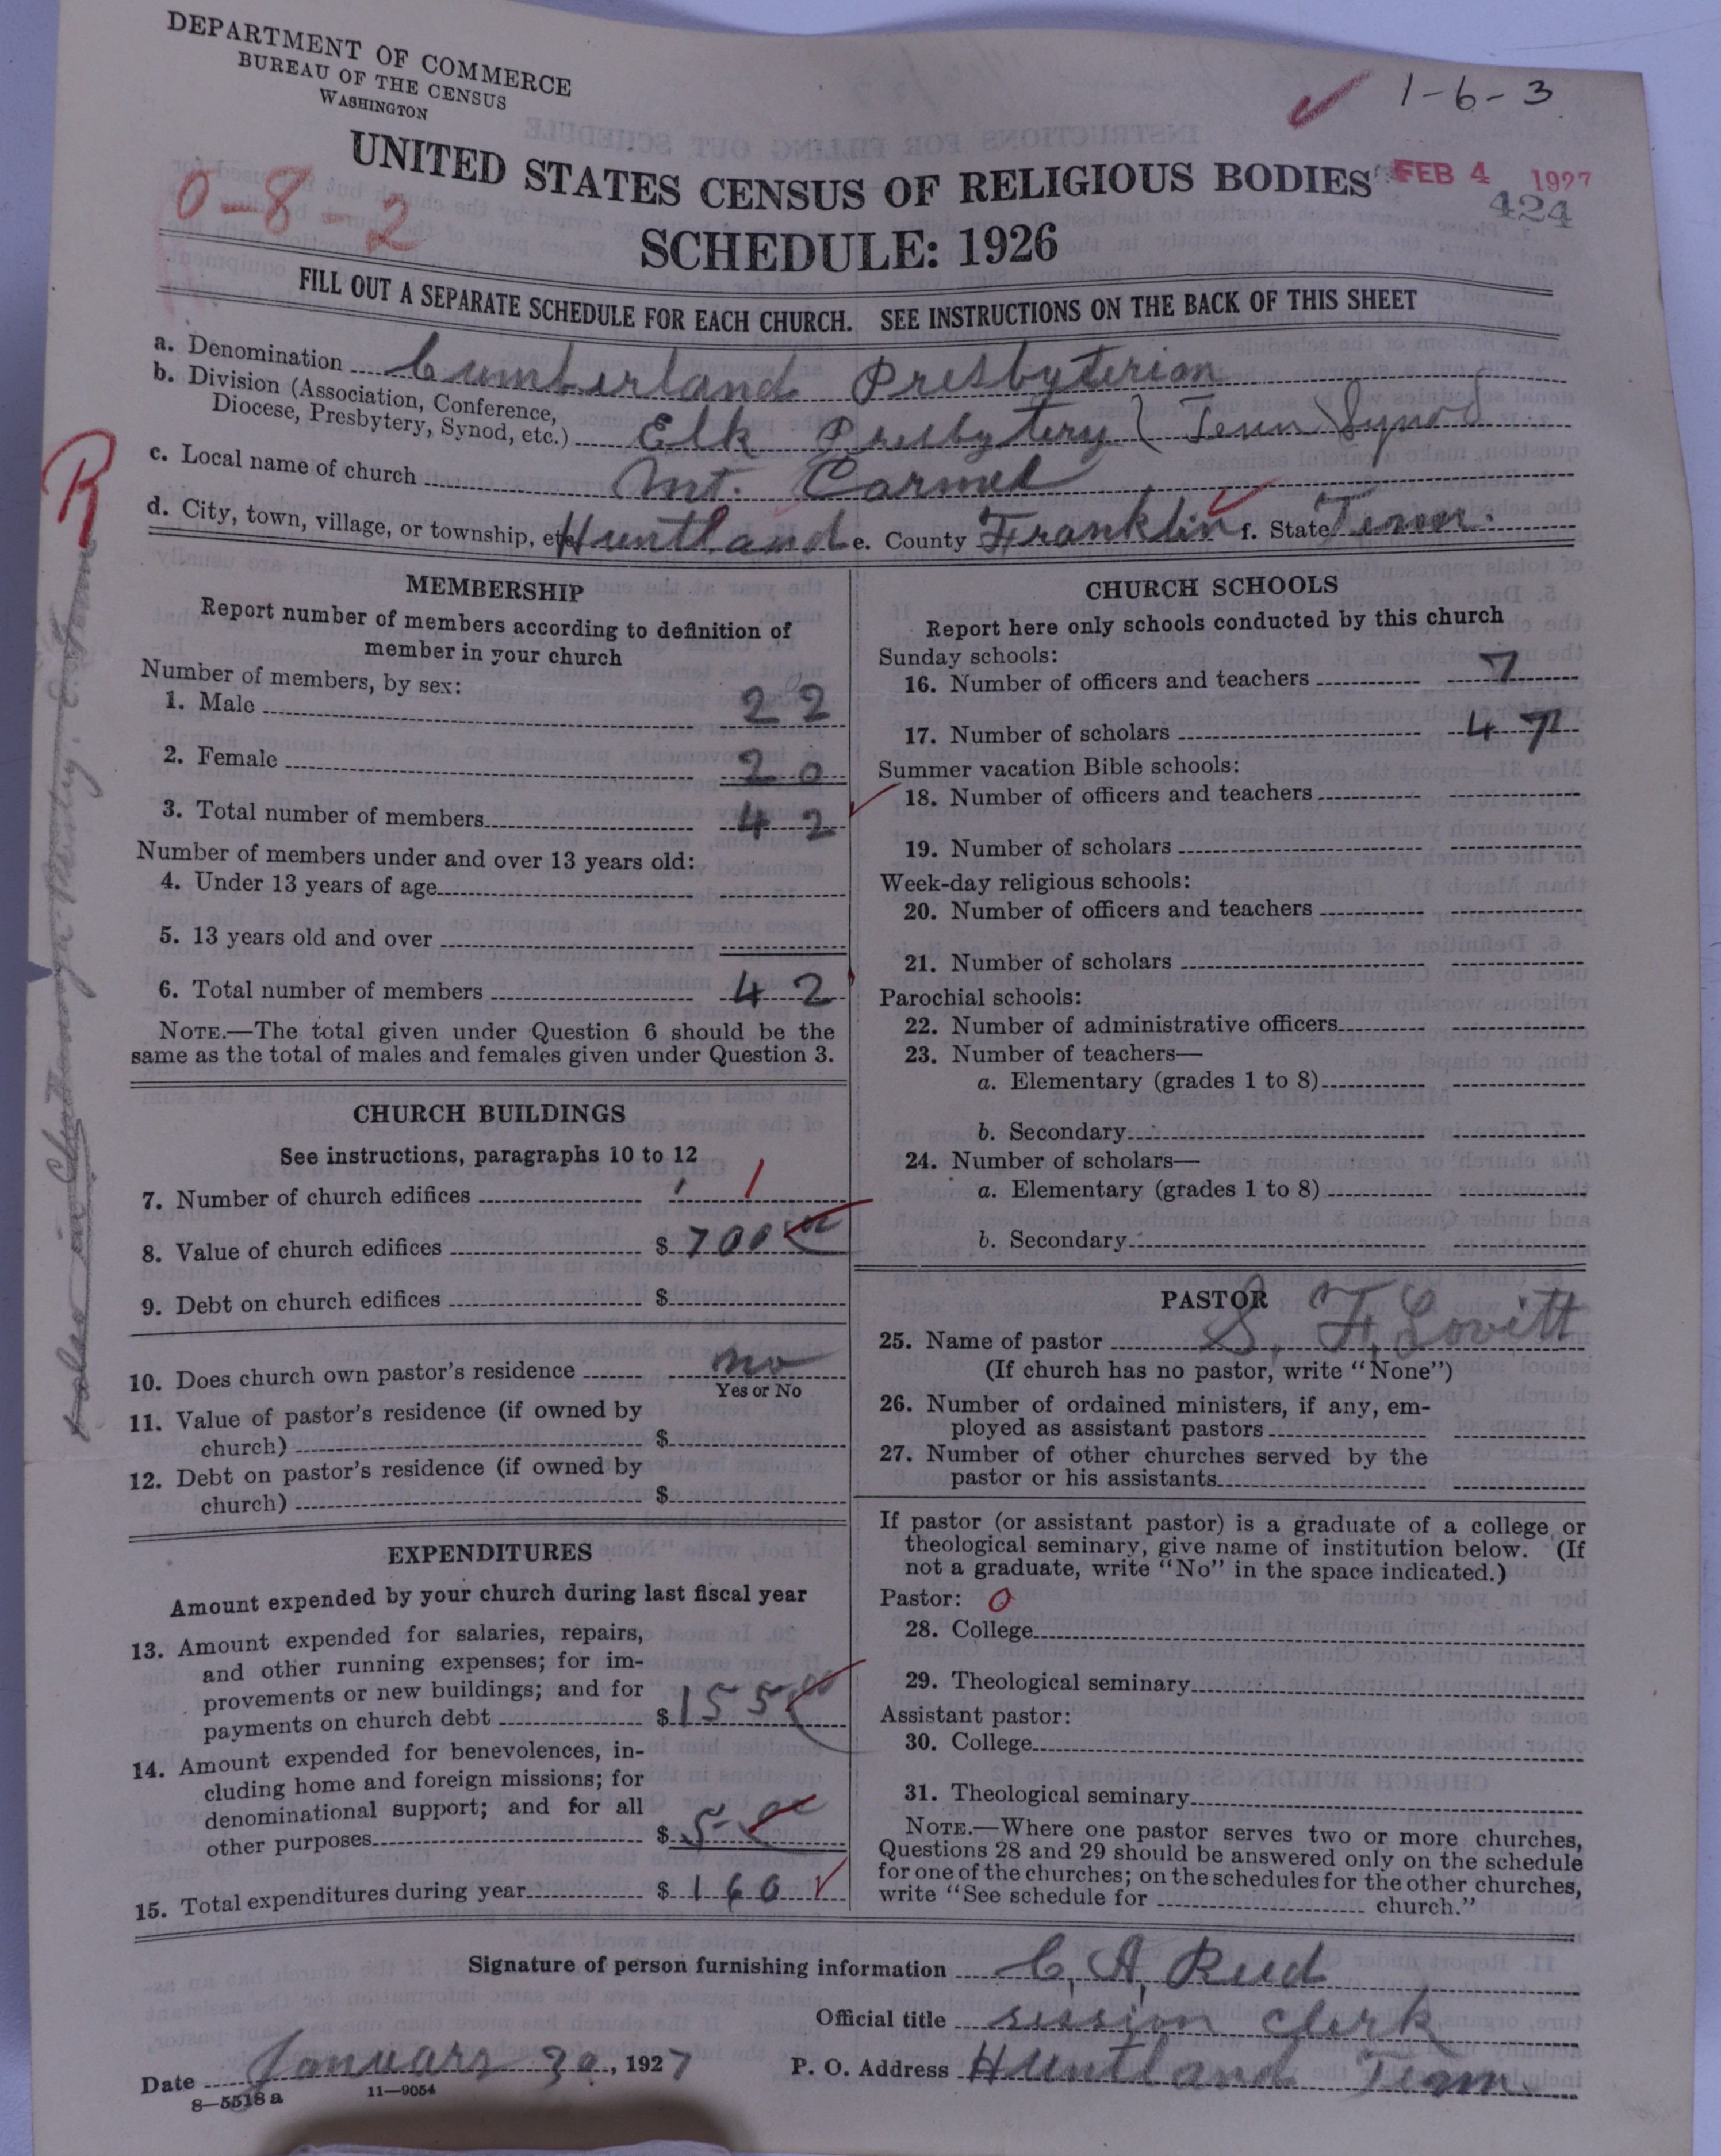 DEPARTMENT OF COMMERCE
BUREAU OF THE CENSUS
WASHINGTON
1-6-3
UNITED STATES CENSUS OF RELIGIOUS BODIES
FEB 4 1927
424
0-8-2
SCHEDULE: 1926
FILL OUT A SEPARATE SCHEDULE FOR EACH CHURCH. SEE INSTRUCTIONS ON THE BACK OF THIS SHEET
a. Denomination Cumberland Presbyterian
b. Division (Association, Conference,
Diocese, Presbytery, Synod, etc.) Elk Presbytery (Tenn Synod
c. Local name of church Mt. Carmel
d. City, town, village, or township, etc. Huntland e. County Franklin f. State Tenn.
R
MEMBERSHIP
Report number of members according to definition of
member in your church
Number of members, by sex:
1. Male 22
2. Female 20
3. Total number of members 42
Number of members under and over 13 years old:
4. Under 13 years of age
5. 13 years old and over
6. Total number of members 42
NOTE.—The total given under Question 6 should be the
same as the total of males and females given under Question 3.
CHURCH BUILDINGS
See instructions, paragraphs 10 to 12
7. Number of church edifices 1
8. Value of church edifices $ 700 00
9. Debt on church edifices $
10. Does church own pastor's residence no
Yes or No
11. Value of pastor's residence (if owned by
church) $
12. Debt on pastor's residence (if owned by
church) $
EXPENDITURES
Amount expended by your church during last fiscal year
13. Amount expended for salaries, repairs,
and other running expenses; for im-
provements or new buildings; and for
payments on church debt $ 155 00
14. Amount expended for benevolences, in-
cluding home and foreign missions; for
denominational support; and for all
other purposes $ 5- 00
15. Total expenditures during year $ 160
CHURCH SCHOOLS
Report here only schools conducted by this church
Sunday schools:
16. Number of officers and teachers 7
17. Number of scholars 47
Summer vacation Bible schools:
18. Number of officers and teachers
19. Number of scholars
Week-day religious schools:
20. Number of officers and teachers
21. Number of scholars
Parochial schools:
22. Number of administrative officers
23. Number of teachers—
a. Elementary (grades 1 to 8)
b. Secondary
24. Number of scholars—
a. Elementary (grades 1 to 8)
b. Secondary
PASTOR
25. Name of pastor S. F. Lovitt
(If church has no pastor, write "None")
26. Number of ordained ministers, if any, em-
ployed as assistant pastors
27. Number of other churches served by the
pastor or his assistants
If pastor (or assistant pastor) is a graduate of a college or
theological seminary, give name of institution below. (If
not a graduate, write "No" in the space indicated.)
Pastor: 0
28. College
29. Theological seminary
Assistant pastor:
30. College
31. Theological seminary
NOTE.—Where one pastor serves two or more churches,
Questions 28 and 29 should be answered only on the schedule
for one of the churches; on the schedules for the other churches,
write "See schedule for church."
Signature of person furnishing information C. A. Reed
Official title session clerk
Date January 30, 1927 P. O. Address Huntland Tenn.
8—5518a 11—9054